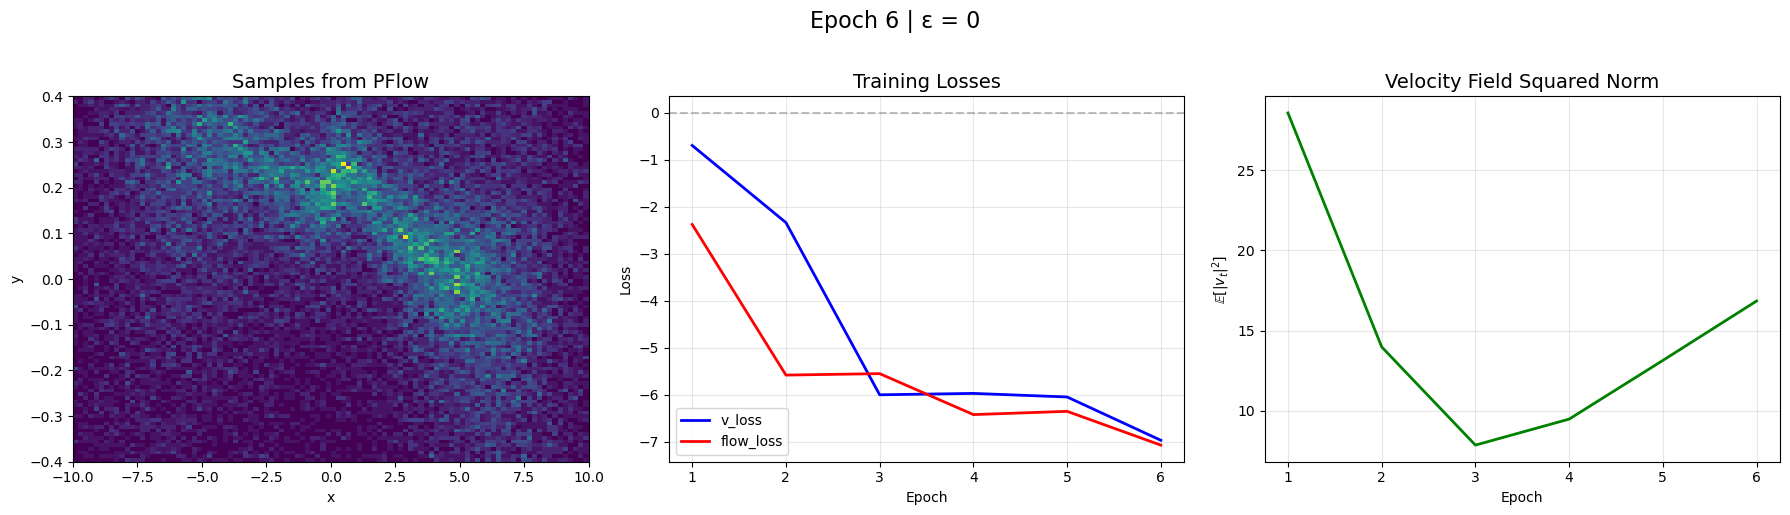 Epoch 6 | ε = 0
Samples from PFlow
0.4
0.3
0.2
0.1
0.0
−0.1
−0.2
−0.3
−0.4
y
−10.0 −7.5 −5.0 −2.5 0.0 2.5 5.0 7.5 10.0
x
Training Losses
0
−1
−2
−3
−4
−5
−6
−7
Loss
v_loss
flow_loss
1 2 3 4 5 6
Epoch
Velocity Field Squared Norm
25
20
15
10
𝔼[|v_t|²]
1 2 3 4 5 6
Epoch